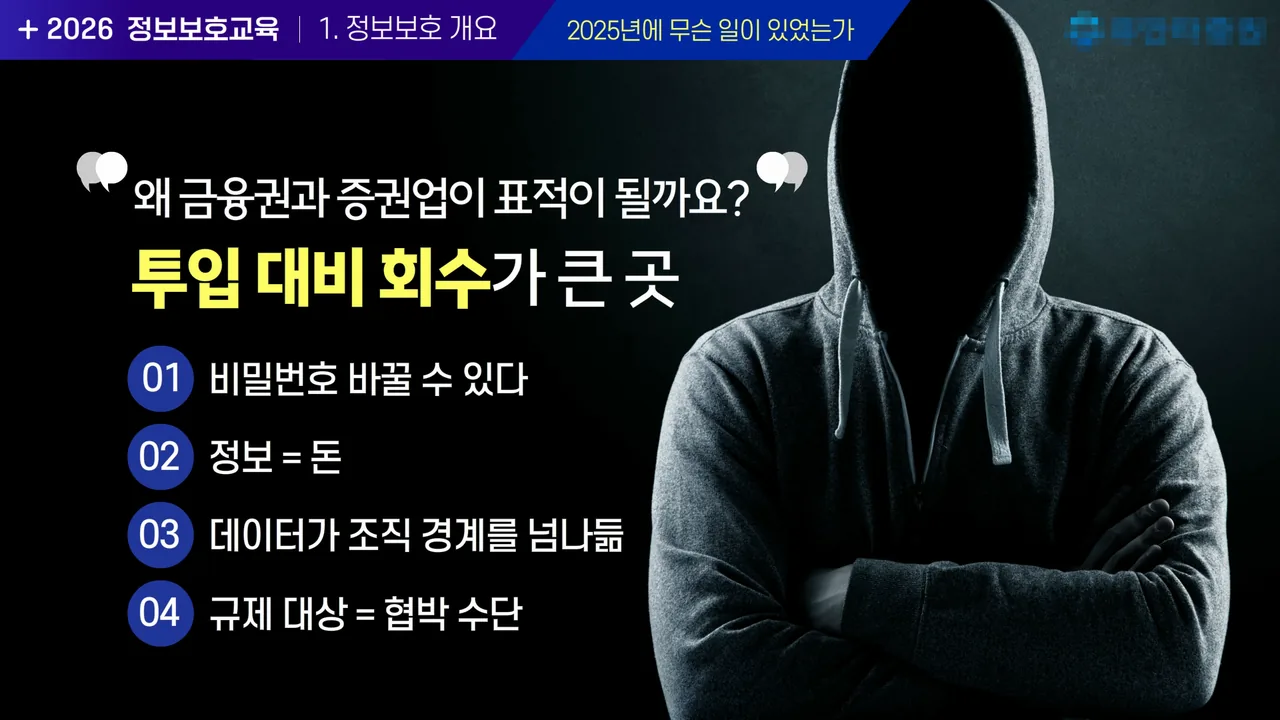 + 2026 정보보호교육 | 1. 정보보호 개요
2025년에 무슨 일이 있었는가
왜 금융권과 증권업이 표적이 될까요?
투입 대비 회수가 큰 곳
01 비밀번호 바꿀 수 있다
02 정보 = 돈
03 데이터가 조직 경계를 넘나듦
04 규제 대상 = 협박 수단